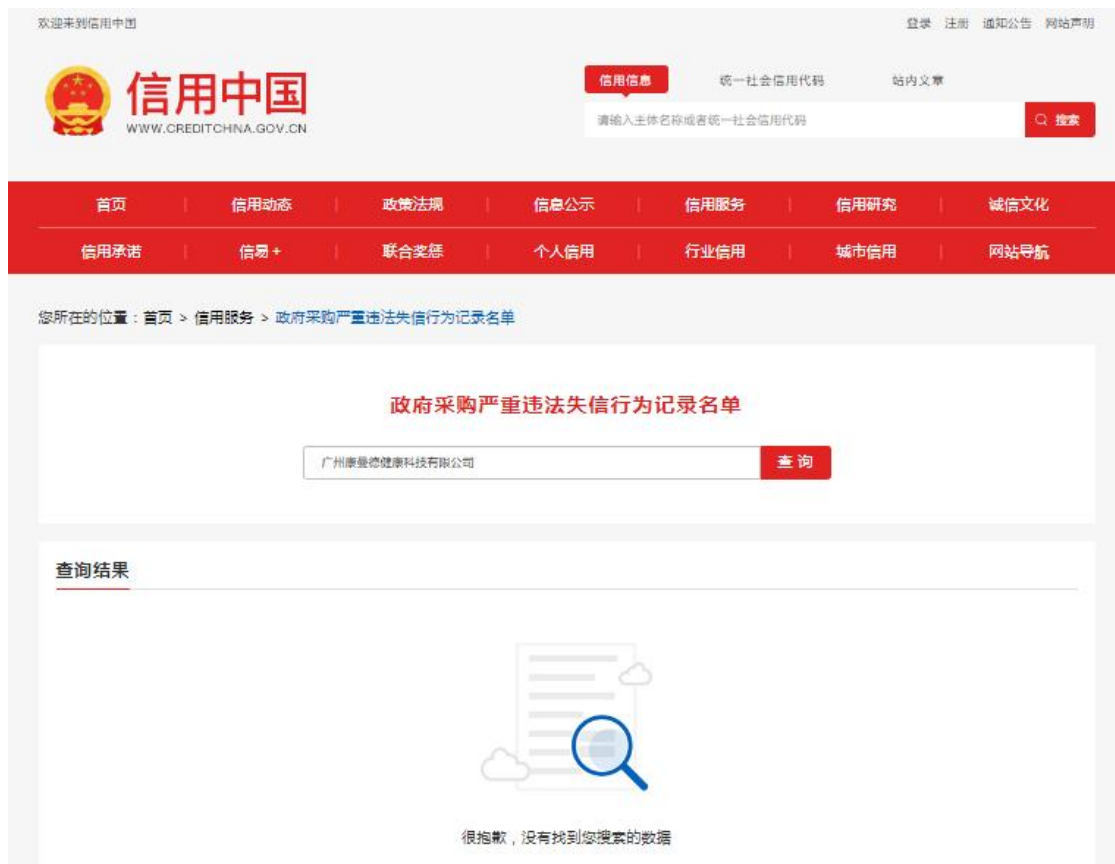 欢迎来到信用中国
登录 注册 通知公告 网站声明
信用中国
WWW.CREDITCHNA.GOV.CN
信用信息 统一社会信用代码 站内文章
请输入主体名称或者统一社会信用代码 搜索
首页 信用动态 政策法规 信息公示 信用服务 信用研究 诚信文化
信用承诺 信易+ 联合奖惩 个人信用 行业信用 城市信用 网站导航
您所在的位置：首页 > 信用服务 > 政府采购严重违法失信行为记录名单
政府采购严重违法失信行为记录名单
广州康曼德健康科技有限公司 查询
查询结果
很抱歉，没有找到您搜索的数据